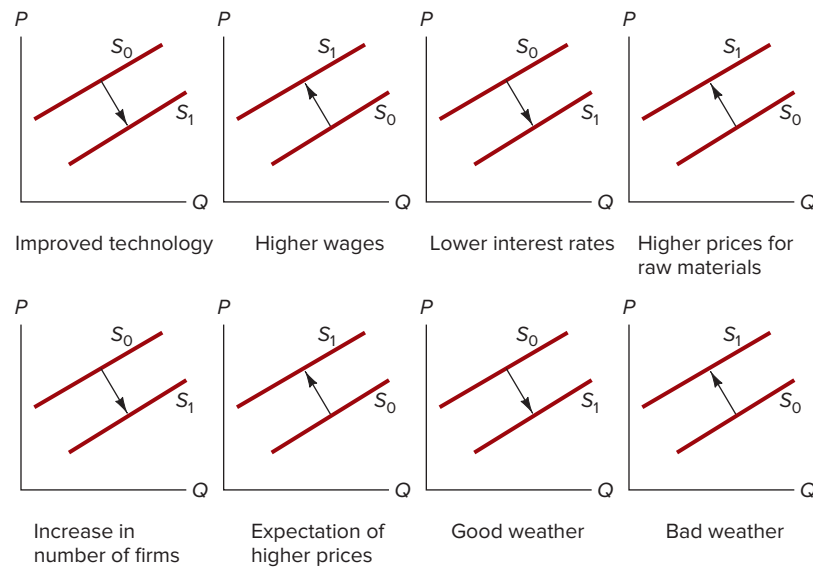 P P P P
S₀ S₁ S₀ S₁
S₁ S₀ S₁ S₀
Q Q Q Q
Improved technology Higher wages Lower interest rates Higher prices for
raw materials
P P P P
S₀ S₁ S₀ S₁
S₁ S₀ S₁ S₀
Q Q Q Q
Increase in Expectation of Good weather Bad weather
number of firms higher prices